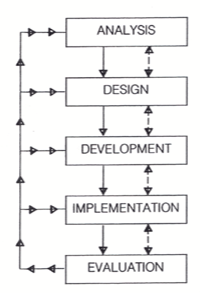 ANALYSIS
DESIGN
DEVELOPMENT
IMPLEMENTATION
EVALUATION